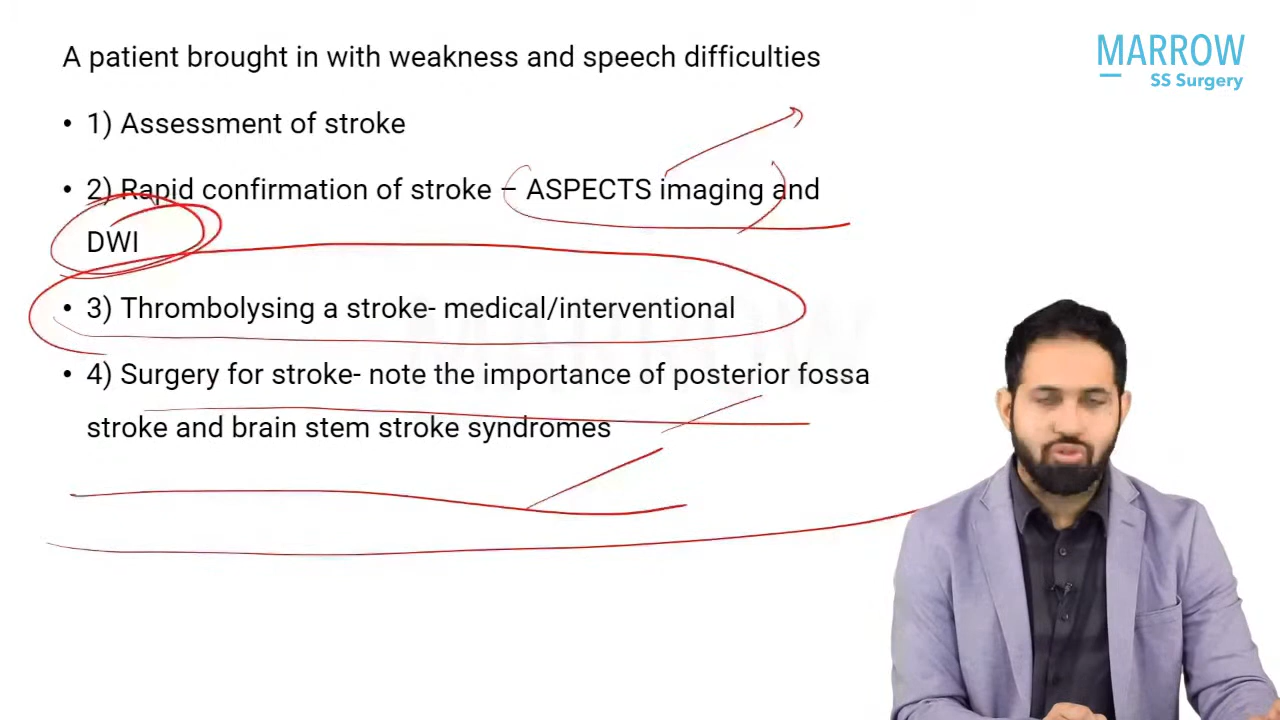 MARROW
SS Surgery
A patient brought in with weakness and speech difficulties
• 1) Assessment of stroke
• 2) Rapid confirmation of stroke – ASPECTS imaging and
DWI
• 3) Thrombolysing a stroke- medical/interventional
• 4) Surgery for stroke- note the importance of posterior fossa
stroke and brain stem stroke syndromes
MARROW